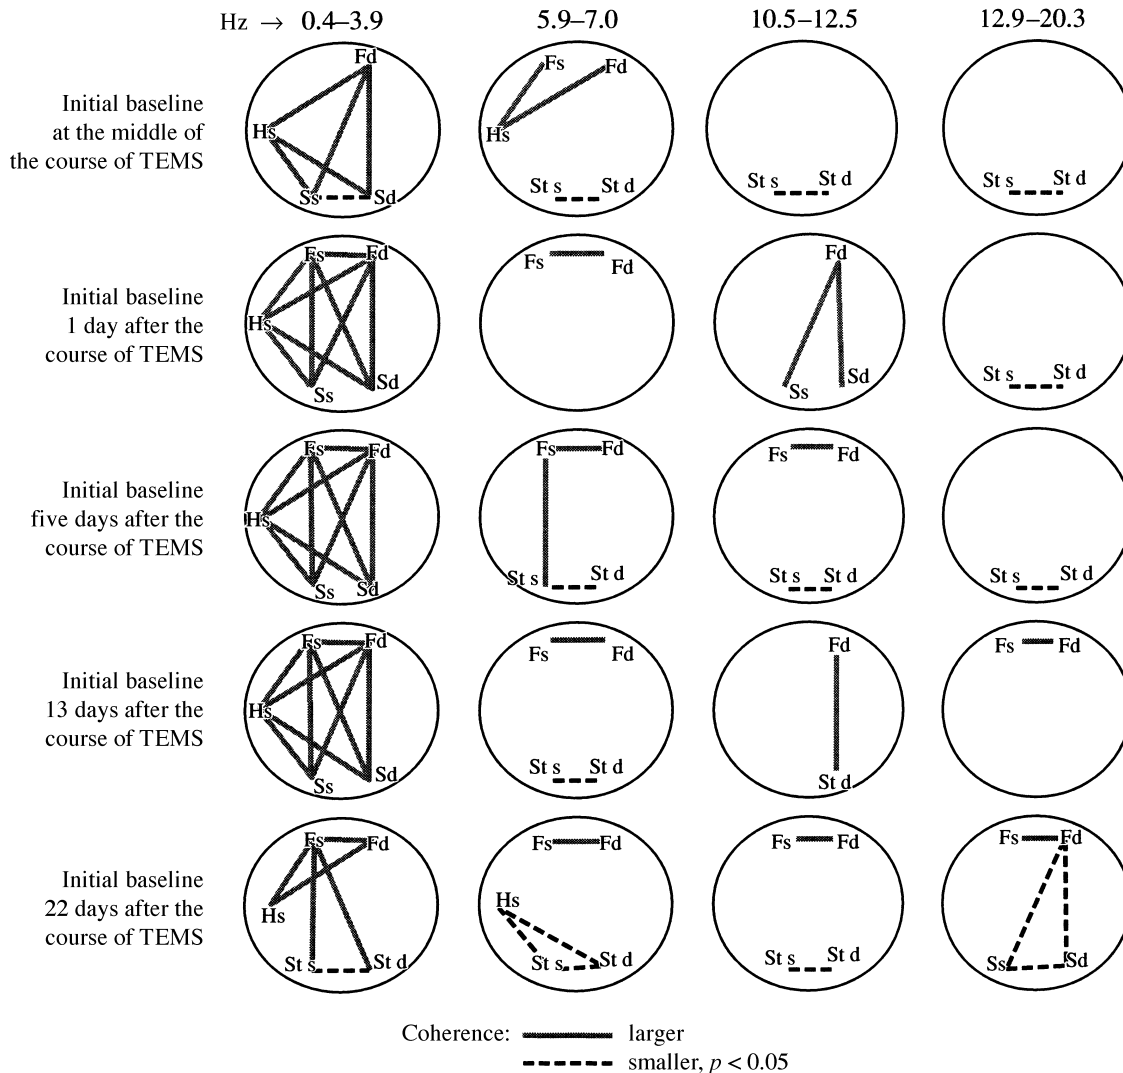 Hz → 0.4–3.9 5.9–7.0 10.5–12.5 12.9–20.3
Initial baseline
at the middle of
the course of TEMS
Fd
Hs
Ss Sd
Fs Fd
Hs
St s St d
St s St d
St s St d
Initial baseline
1 day after the
course of TEMS
Fs Fd
Hs
Ss Sd
Fs Fd
Fd
Ss Sd
St s St d
Initial baseline
five days after the
course of TEMS
Fs Fd
Hs
Ss Sd
Fs Fd
St s St d
Fs Fd
St s St d
St s St d
Initial baseline
13 days after the
course of TEMS
Fs Fd
Hs
Ss Sd
Fs Fd
St s St d
Fd
St d
Fs Fd
Initial baseline
22 days after the
course of TEMS
Fs Fd
Hs
St s St d
Fs Fd
Hs
St s St d
Fs Fd
St s St d
Fs Fd
Ss Sd
Coherence: larger
smaller, p < 0.05